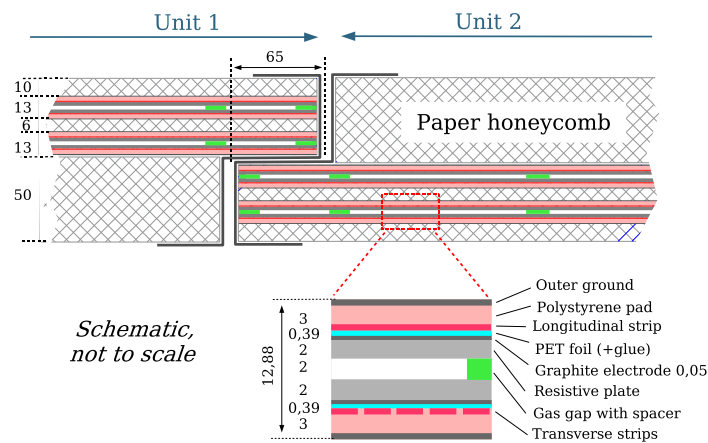 Unit 1
Unit 2
65
10
13
6
13
50
Paper honeycomb
Schematic,
not to scale
12,88
3
0,39
2
2
2
0,39
3
Outer ground
Polystyrene pad
Longitudinal strip
PET foil (+glue)
Graphite electrode 0,05
Resistive plate
Gas gap with spacer
Transverse strips